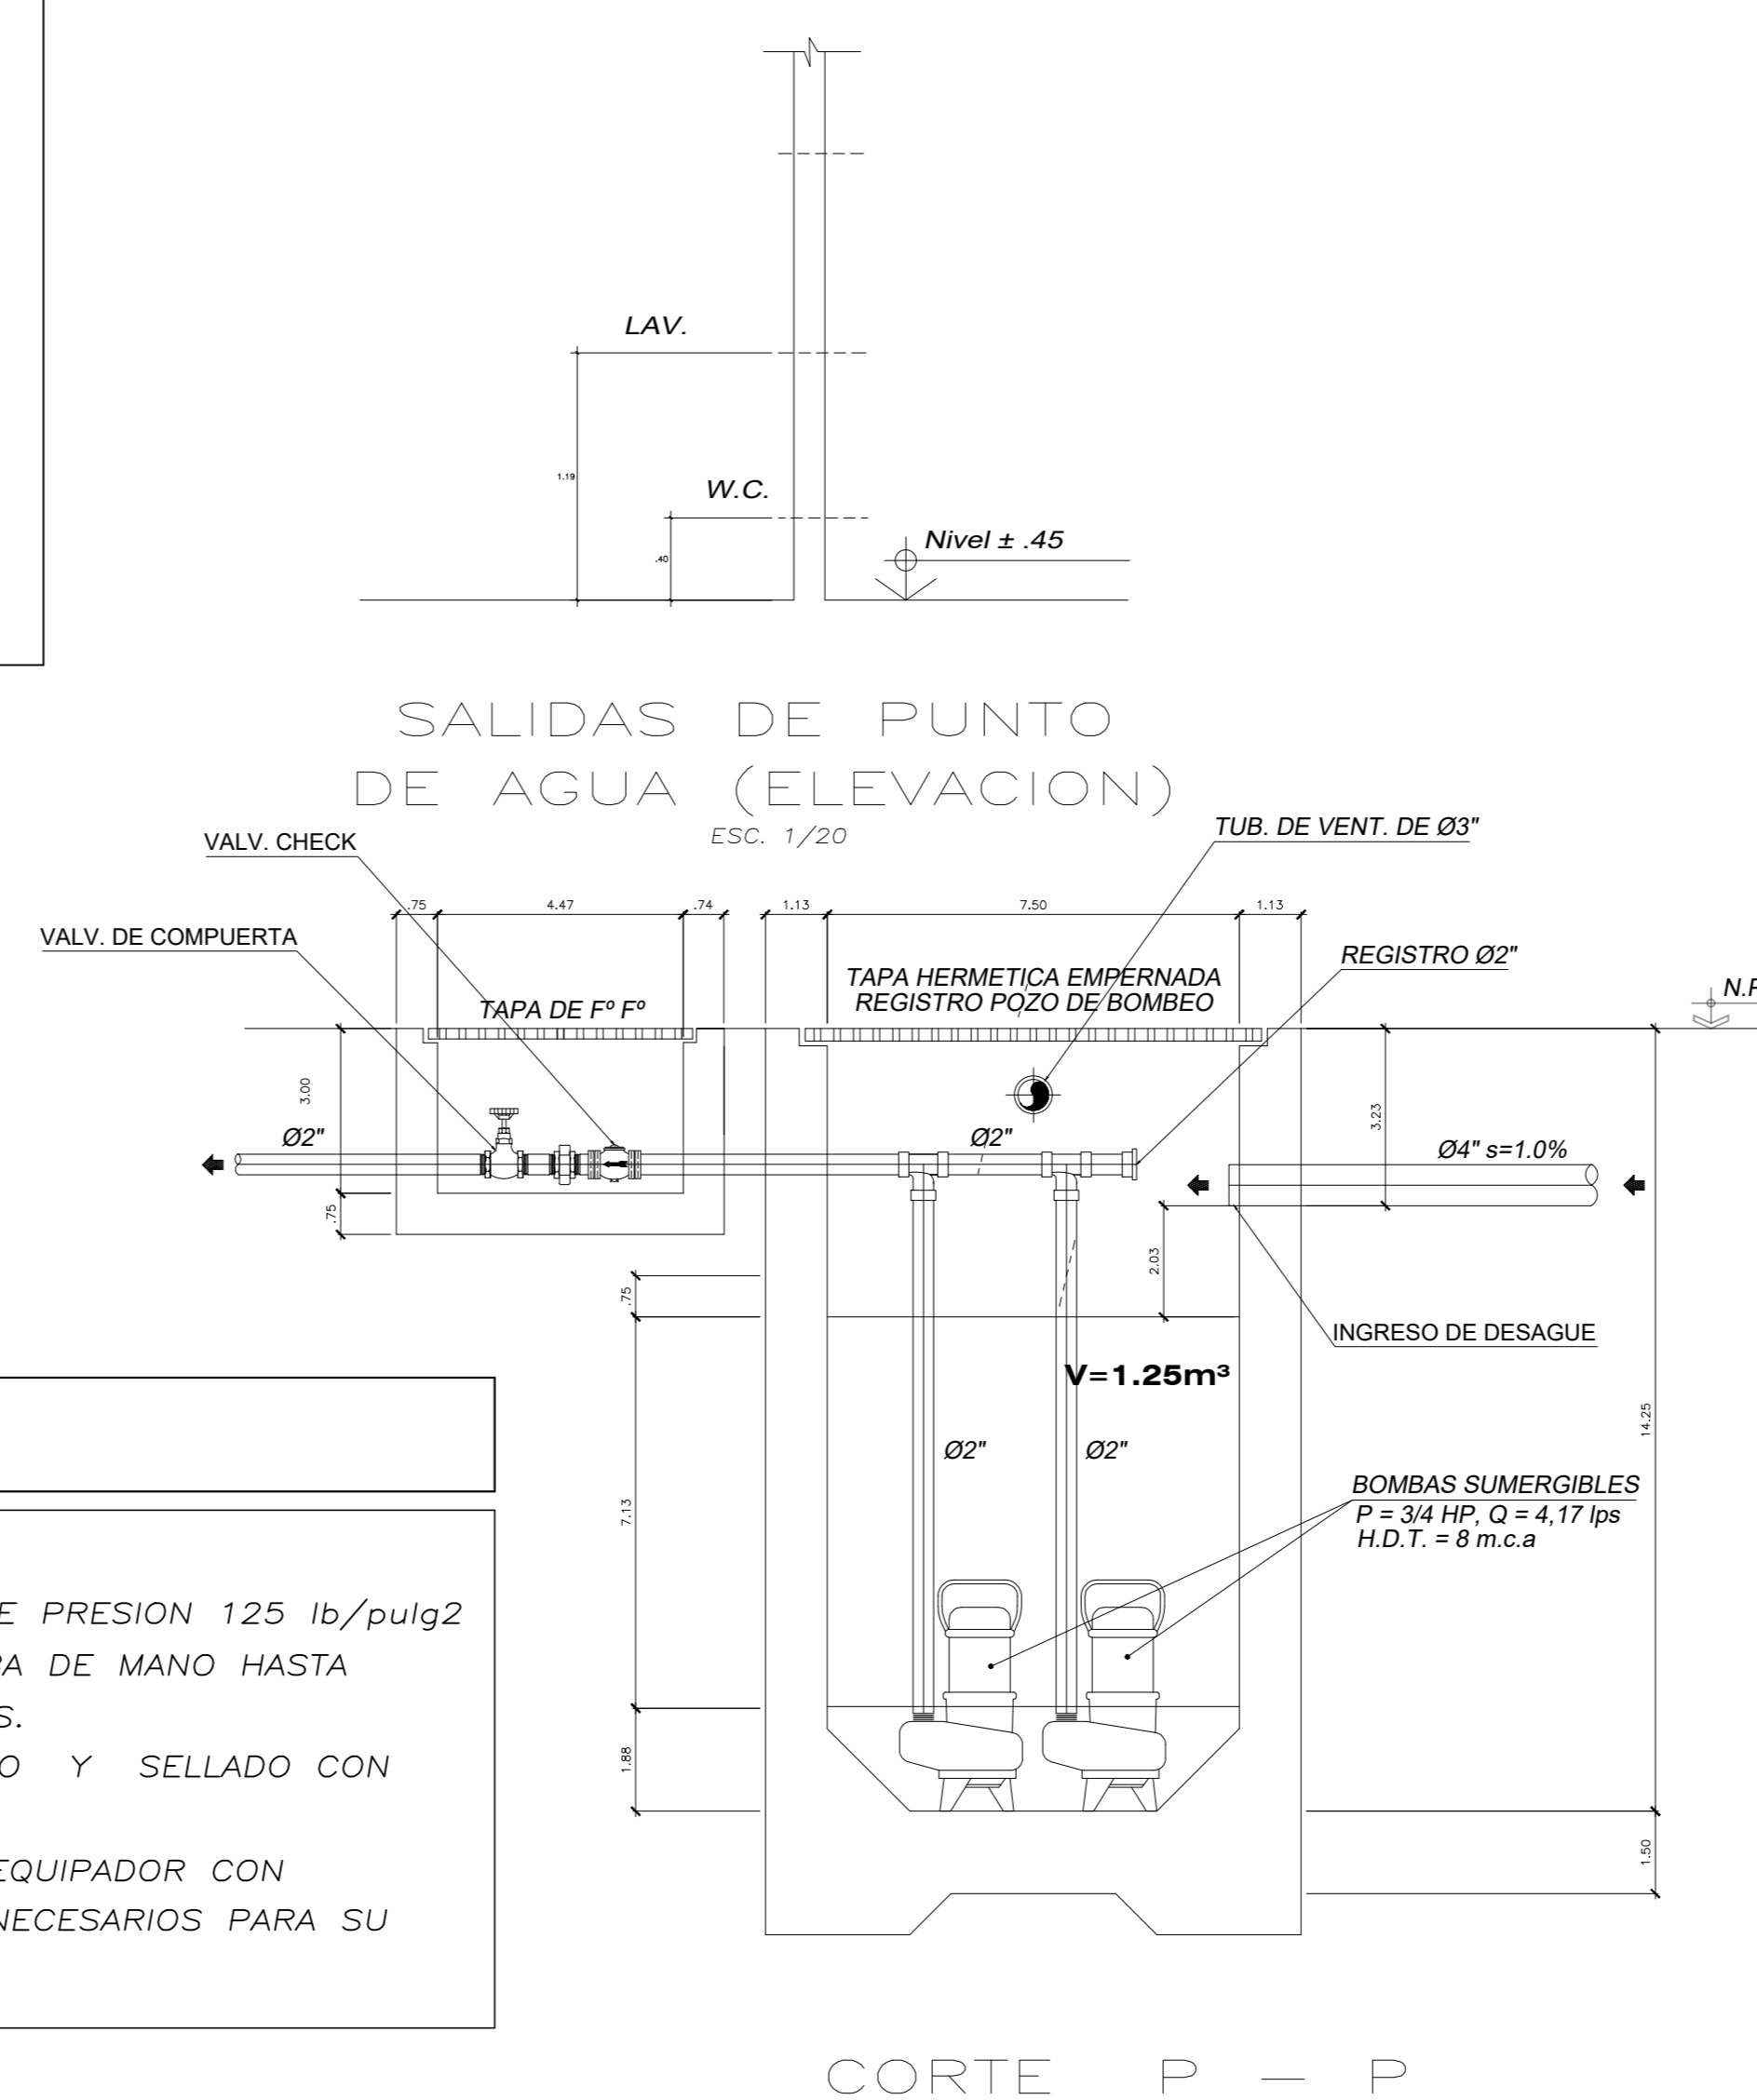 LAV.
1.19
W.C.
.40
Nivel ± .45
SALIDAS DE PUNTO
DE AGUA (ELEVACION)
ESC. 1/20
VALV. CHECK
TUB. DE VENT. DE Ø3"
.75
4.47
.74
1.13
7.50
1.13
VALV. DE COMPUERTA
REGISTRO Ø2"
TAPA HERMETICA EMPERNADA
REGISTRO POZO DE BOMBEO
TAPA DE Fº Fº
3.00
Ø2"
Ø2"
3.23
Ø4" s=1.0%
.75
2.03
.75
INGRESO DE DESAGUE
V=1.25m³
14.25
Ø2"
Ø2"
7.13
BOMBAS SUMERGIBLES
P = 3/4 HP, Q = 4,17 lps
H.D.T. = 8 m.c.a
PRESION 125 lb/pulg2
DE MANO HASTA
S.
O Y SELLADO CON
1.88
1.50
EQUIPADOR CON
NECESARIOS PARA SU
CORTE P - P